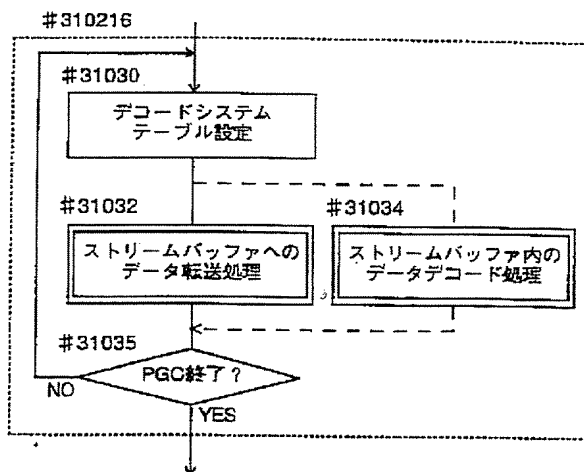 #310216
#31030
デコードシステム
テーブル設定
#31032
ストリームバッファへの
データ転送処理
#31034
ストリームバッファ内の
データデコード処理
#31035
PGC終了?
NO
YES